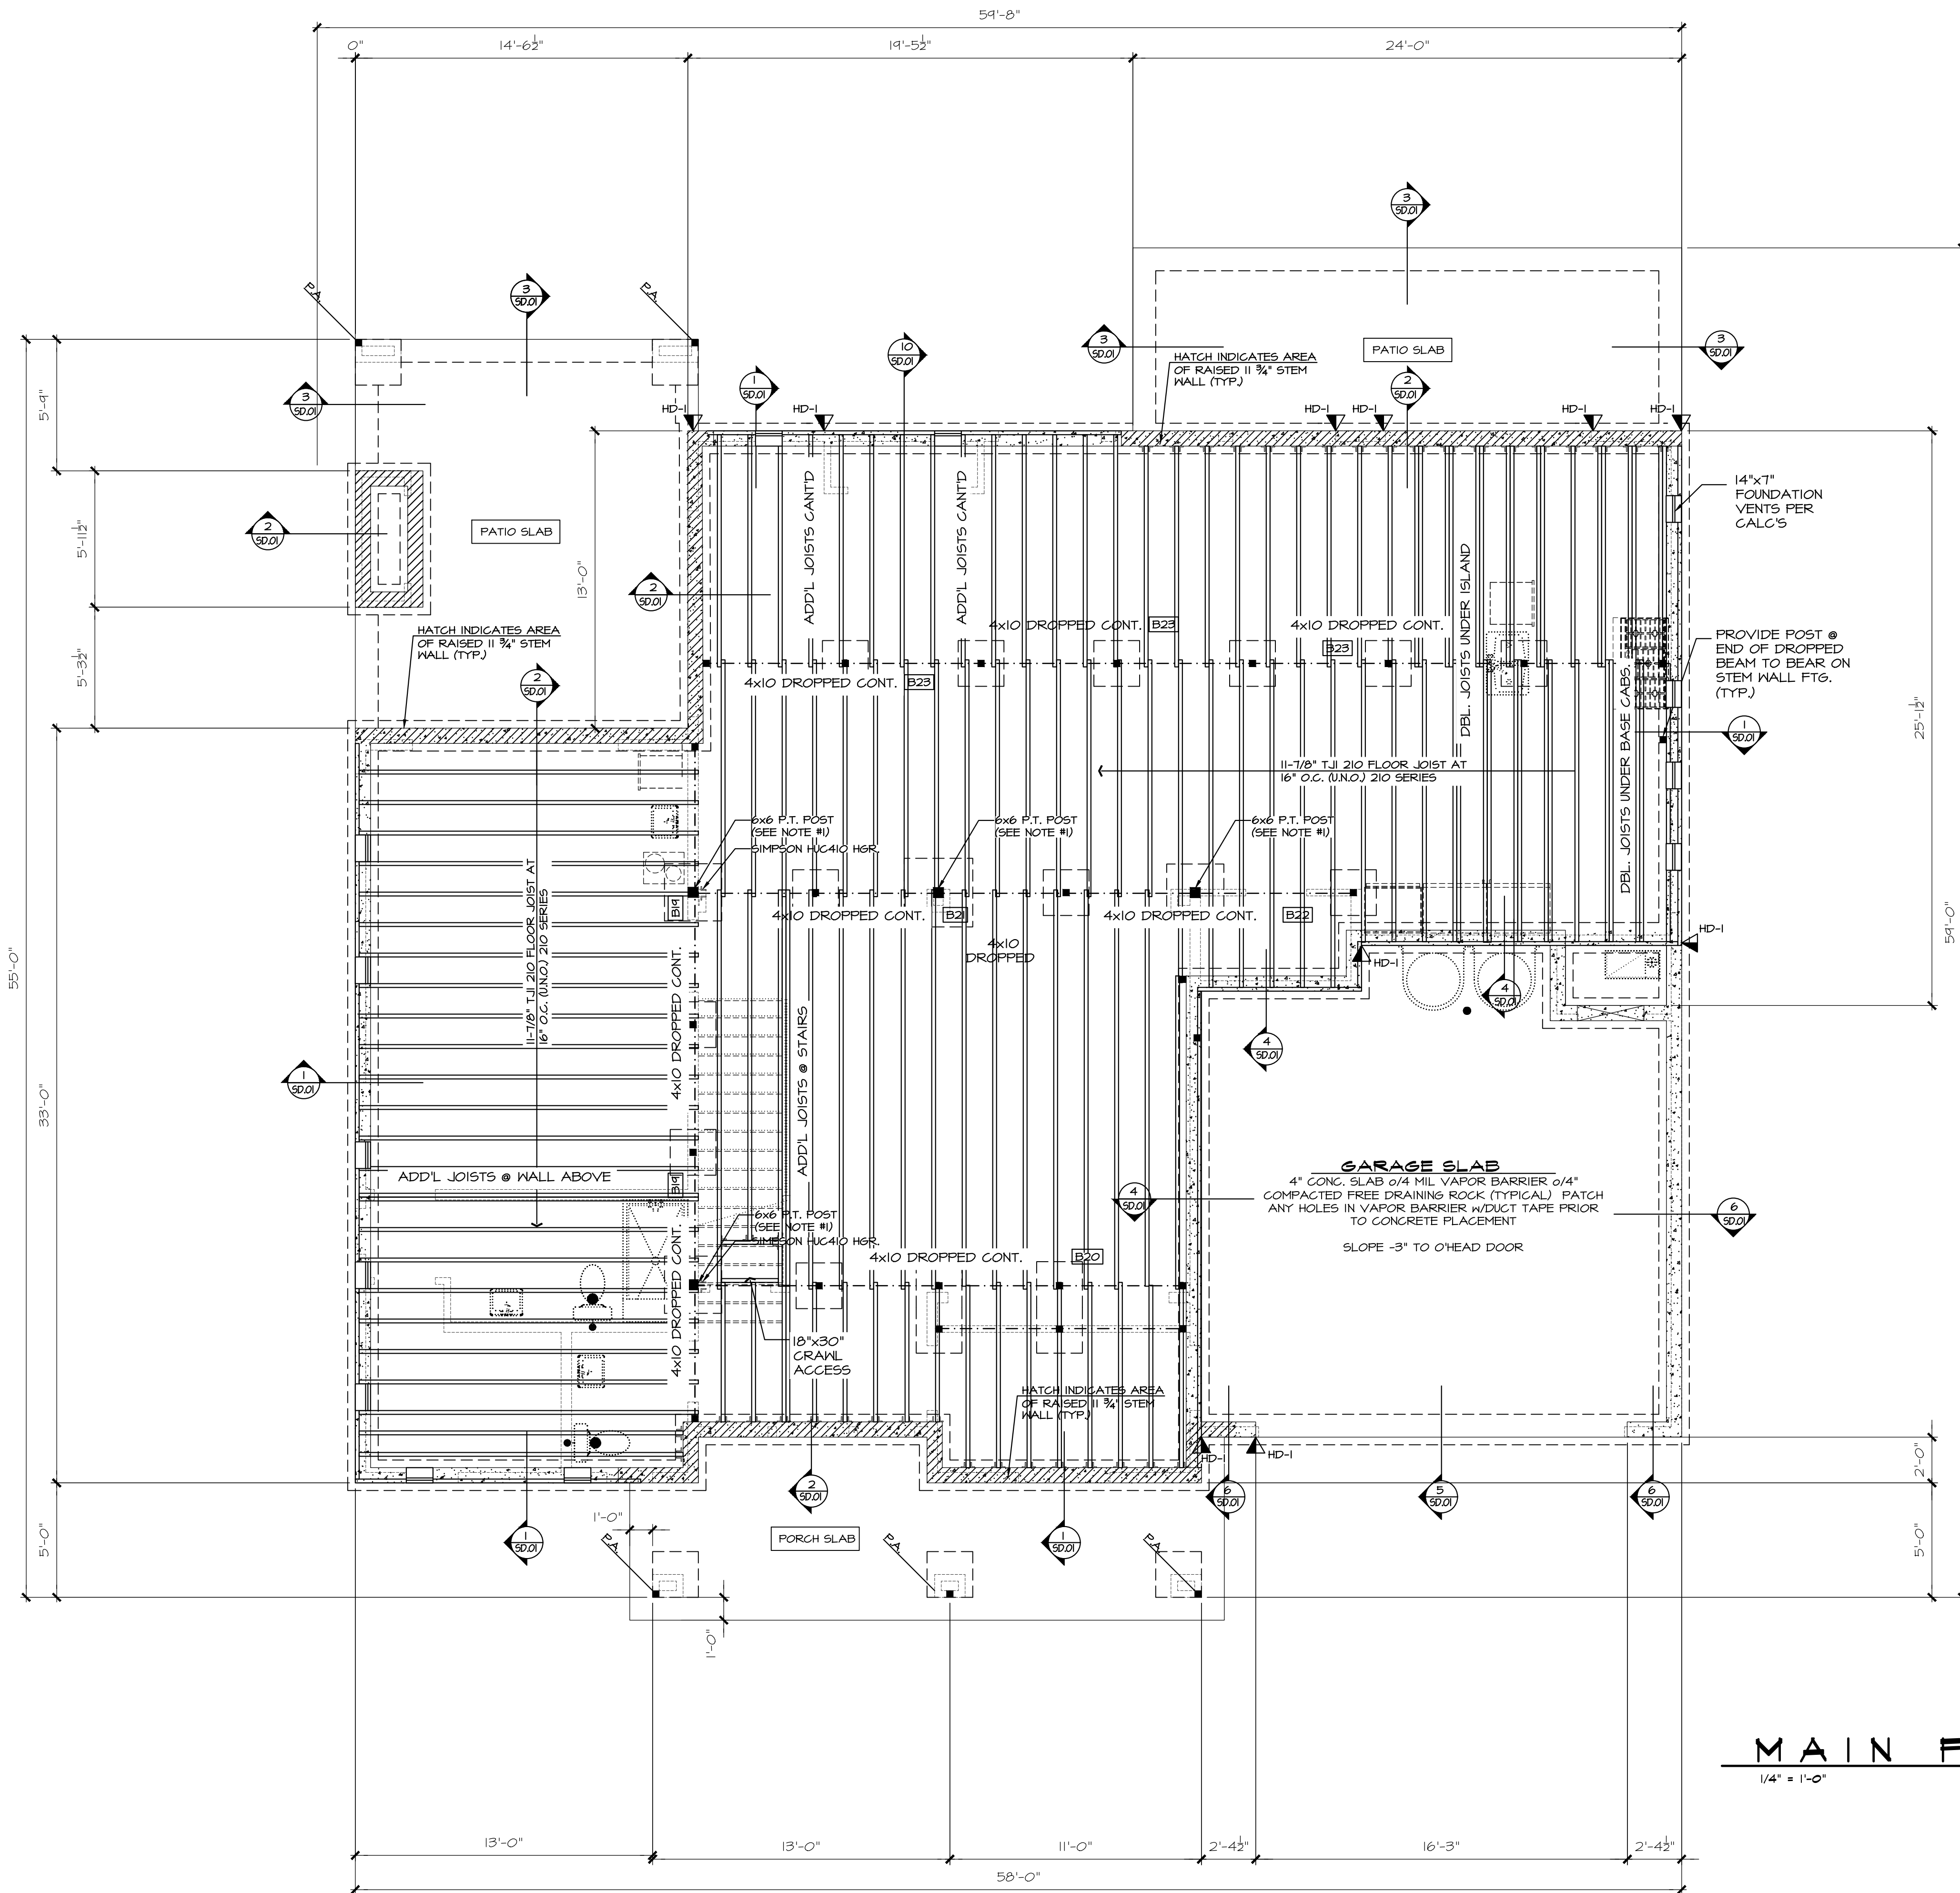 59'-8"
0"
14'-6½"
19'-5½"
24'-0"
3
SD.01
P.A.
3
SD.01
P.A.
10
SD.01
3
SD.01
PATIO SLAB
3
SD.01
HATCH INDICATES AREA
OF RAISED 11 ¾" STEM
WALL (TYP.)
1
SD.01
2
SD.01
3
SD.01
5'-9"
HD-1
HD-1
HD-1
HD-1
HD-1
HD-1
ADD'L JOISTS CANT'D
ADD'L JOISTS CANT'D
14"x7"
FOUNDATION
VENTS PER
CALC'S
2
SD.01
PATIO SLAB
5'-11½"
13'-0"
2
SD.01
DBL. JOISTS UNDER ISLAND
HATCH INDICATES AREA
OF RAISED 11 ¾" STEM
WALL (TYP.)
4x10 DROPPED CONT.
B23
4x10 DROPPED CONT.
B23
PROVIDE POST @
END OF DROPPED
BEAM TO BEAR ON
STEM WALL FTG.
(TYP.)
5'-3½"
2
SD.01
4x10 DROPPED CONT.
B23
25'-1½"
1
SD.01
DBL. JOISTS UNDER BASE CABS.
11-7/8" TJI 210 FLOOR JOIST AT
16" O.C. (U.N.O.) 210 SERIES
6x6 P.T. POST
(SEE NOTE #1)
SIMPSON HUC410 HGR.
6x6 P.T. POST
(SEE NOTE #1)
6x6 P.T. POST
(SEE NOTE #1)
11-7/8" TJI 210 FLOOR JOIST AT
16" O.C. (U.N.O.) 210 SERIES
B19
4x10 DROPPED CONT.
B21
4x10 DROPPED CONT.
B22
4x10
DROPPED
HD-1
HD-1
55'-0"
59'-0"
4x10 DROPPED CONT.
4
SD.01
4
SD.01
1
SD.01
33'-0"
ADD'L JOISTS @ STAIRS
ADD'L JOISTS @ WALL ABOVE
B19
4
SD.01
GARAGE SLAB
4" CONC. SLAB o/4 MIL VAPOR BARRIER o/4"
COMPACTED FREE DRAINING ROCK (TYPICAL) PATCH
ANY HOLES IN VAPOR BARRIER w/DUCT TAPE PRIOR
TO CONCRETE PLACEMENT
SLOPE -3" TO O'HEAD DOOR
6
SD.01
6x6 P.T. POST
(SEE NOTE #1)
SIMPSON HUC410 HGR.
4x10 DROPPED CONT.
B20
4x10 DROPPED CONT.
18"x30"
CRAWL
ACCESS
HATCH INDICATES AREA
OF RAISED 11 ¾" STEM
WALL (TYP.)
HD-1
HD-1
2'-0"
2
SD.01
6
SD.01
5
SD.01
6
SD.01
1'-0"
5'-0"
P.A.
1
SD.01
PORCH SLAB
P.A.
1
SD.01
P.A.
5'-0"
1'-0"
MAIN F
1/4" = 1'-0"
13'-0"
13'-0"
11'-0"
2'-4½"
16'-3"
2'-4½"
58'-0"